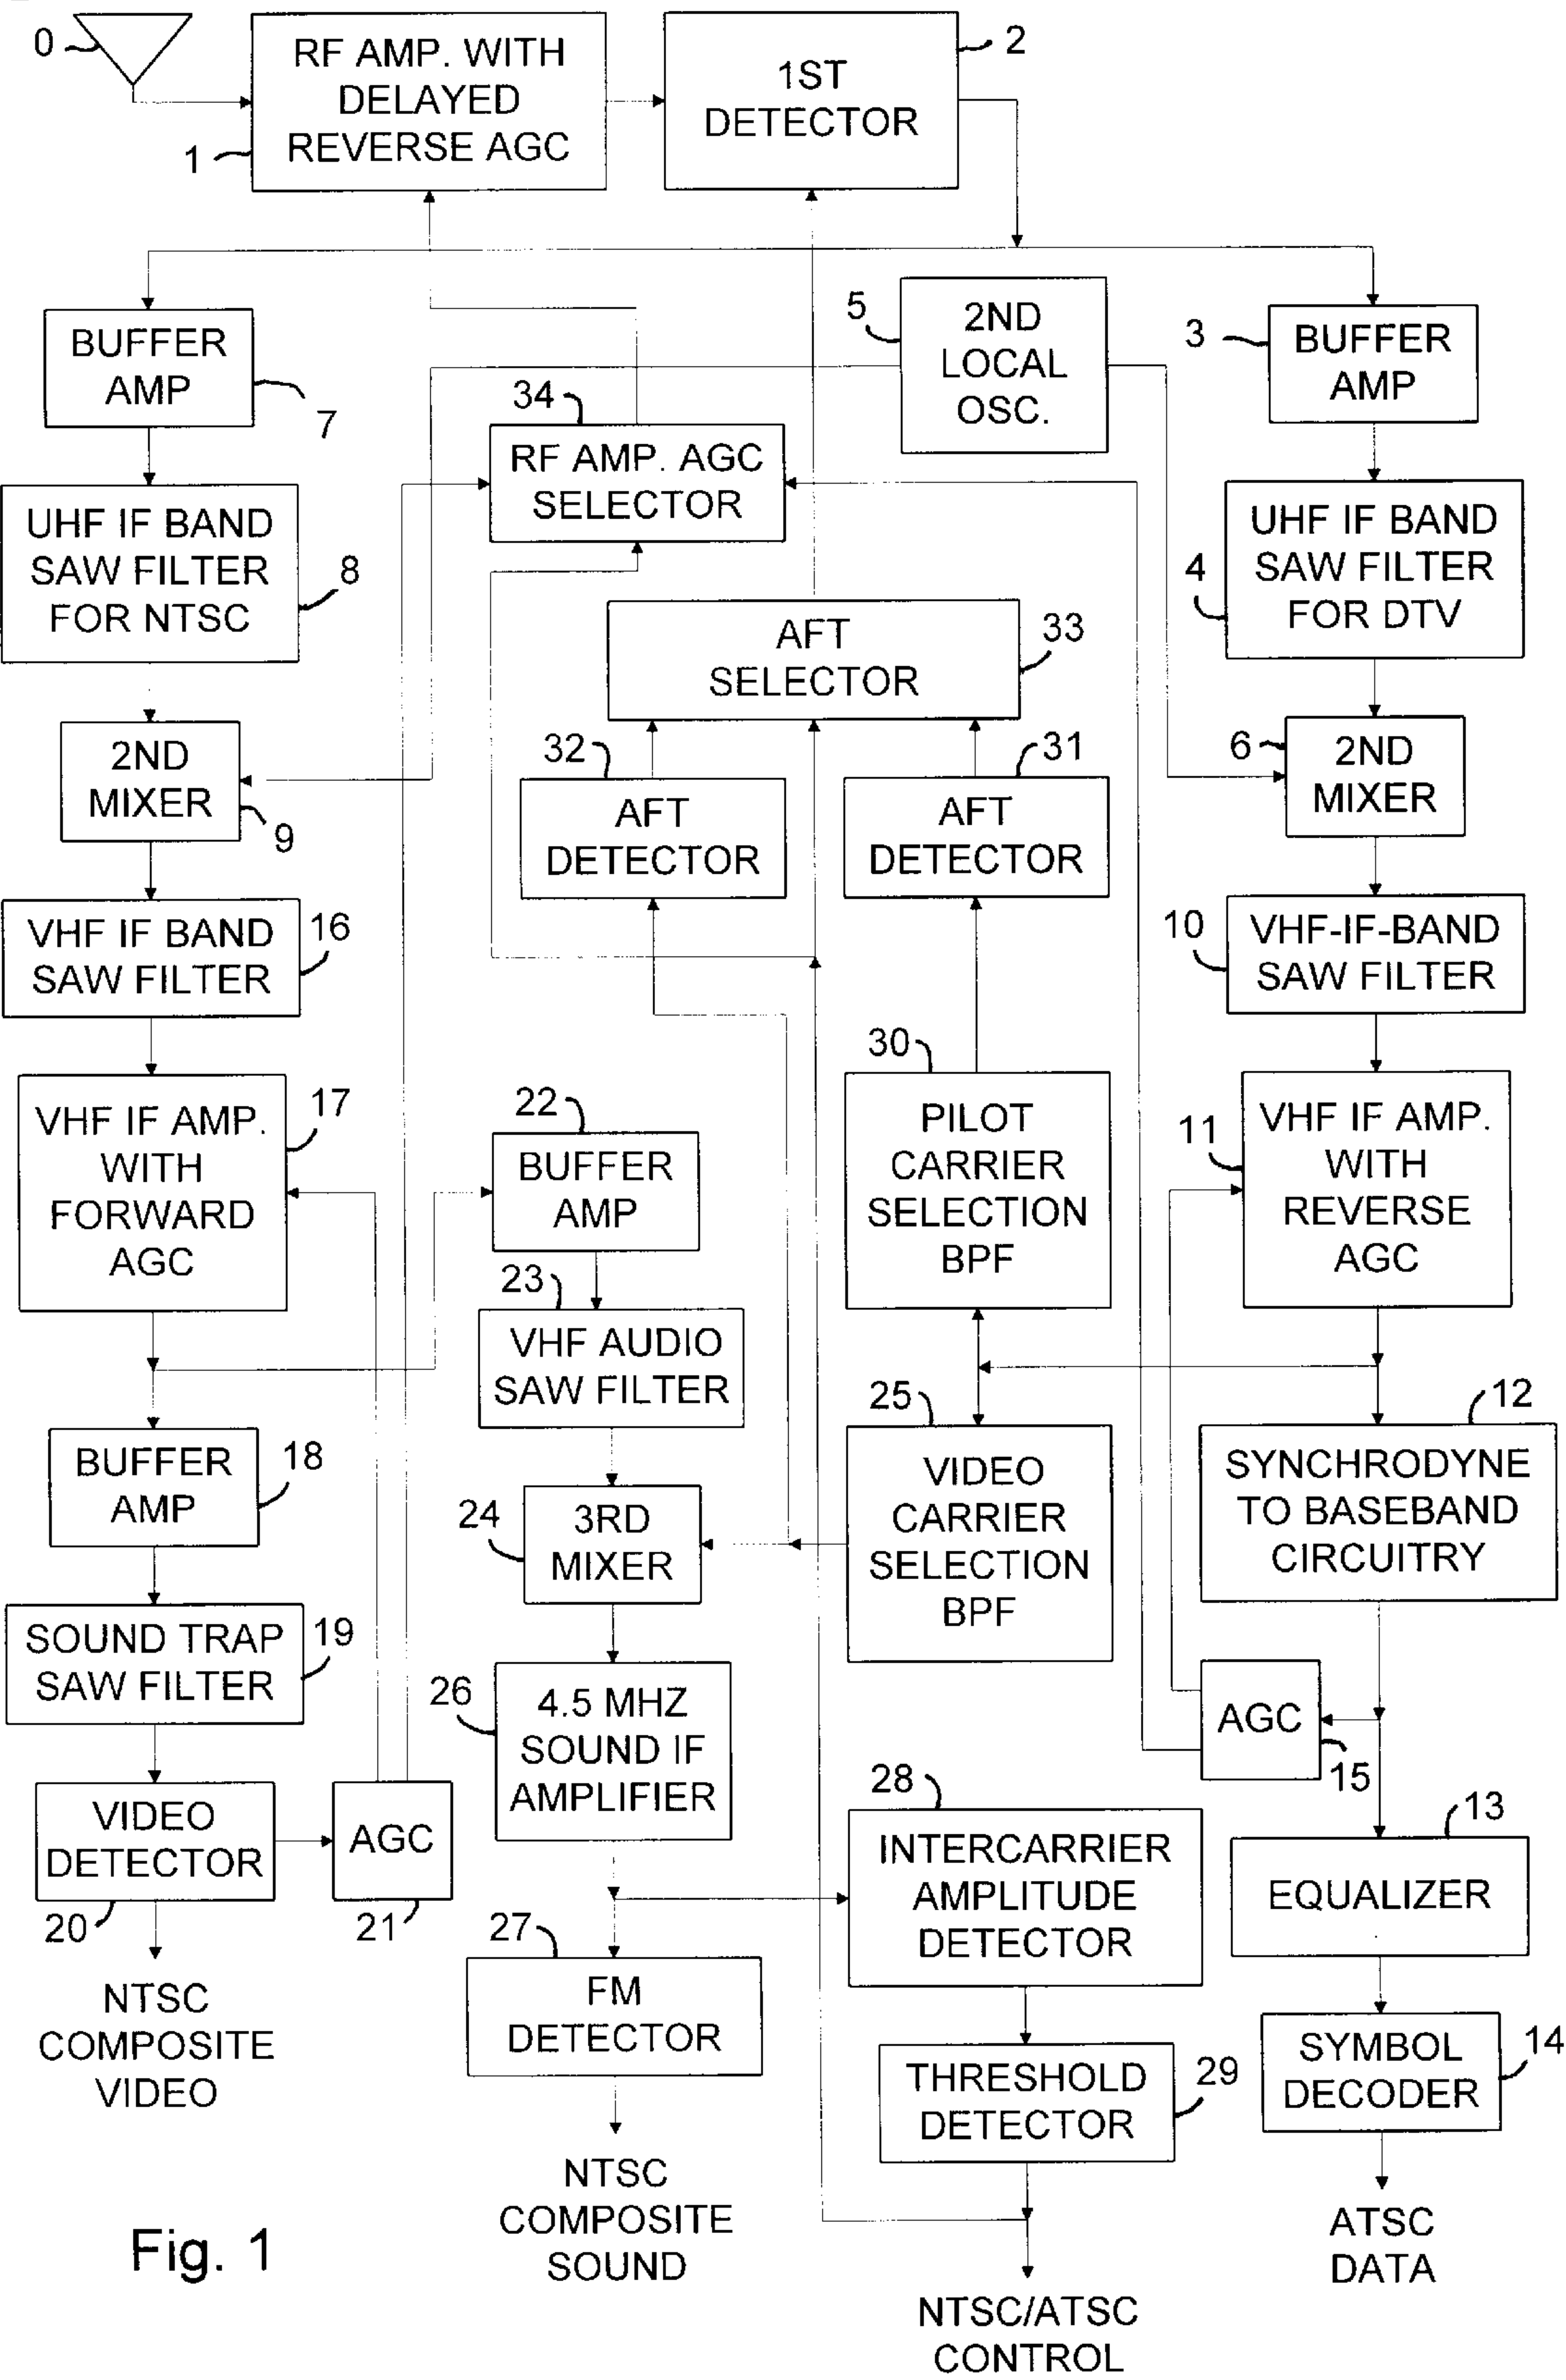 0
RF AMP. WITH
DELAYED
REVERSE AGC
1
1ST
DETECTOR
2
BUFFER
AMP
7
34
RF AMP. AGC
SELECTOR
5
2ND
LOCAL
OSC.
3
BUFFER
AMP
UHF IF BAND
SAW FILTER
FOR NTSC
8
AFT
SELECTOR
33
4
UHF IF BAND
SAW FILTER
FOR DTV
2ND
MIXER
9
32
AFT
DETECTOR
31
AFT
DETECTOR
6
2ND
MIXER
VHF IF BAND
SAW FILTER
16
10
VHF-IF-BAND
SAW FILTER
VHF IF AMP.
WITH
FORWARD
AGC
17
22
BUFFER
AMP
30
PILOT
CARRIER
SELECTION
BPF
11
VHF IF AMP.
WITH
REVERSE
AGC
23
VHF AUDIO
SAW FILTER
BUFFER
AMP
18
24
3RD
MIXER
25
VIDEO
CARRIER
SELECTION
BPF
12
SYNCHRODYNE
TO BASEBAND
CIRCUITRY
SOUND TRAP
SAW FILTER
19
26
4.5 MHZ
SOUND IF
AMPLIFIER
AGC
15
VIDEO
DETECTOR
20
AGC
21
28
INTERCARRIER
AMPLITUDE
DETECTOR
13
EQUALIZER
NTSC
COMPOSITE
VIDEO
27
FM
DETECTOR
THRESHOLD
DETECTOR
29
SYMBOL
DECODER
14
NTSC
COMPOSITE
SOUND
NTSC/ATSC
CONTROL
ATSC
DATA
Fig. 1